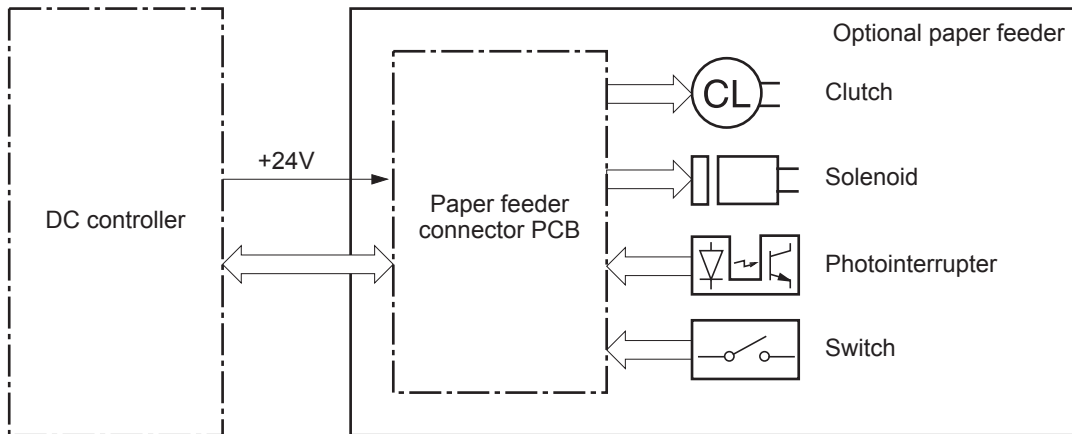 Optional paper feeder
CL
Clutch
+24V
Solenoid
DC controller
Paper feeder
connector PCB
Photointerrupter
Switch